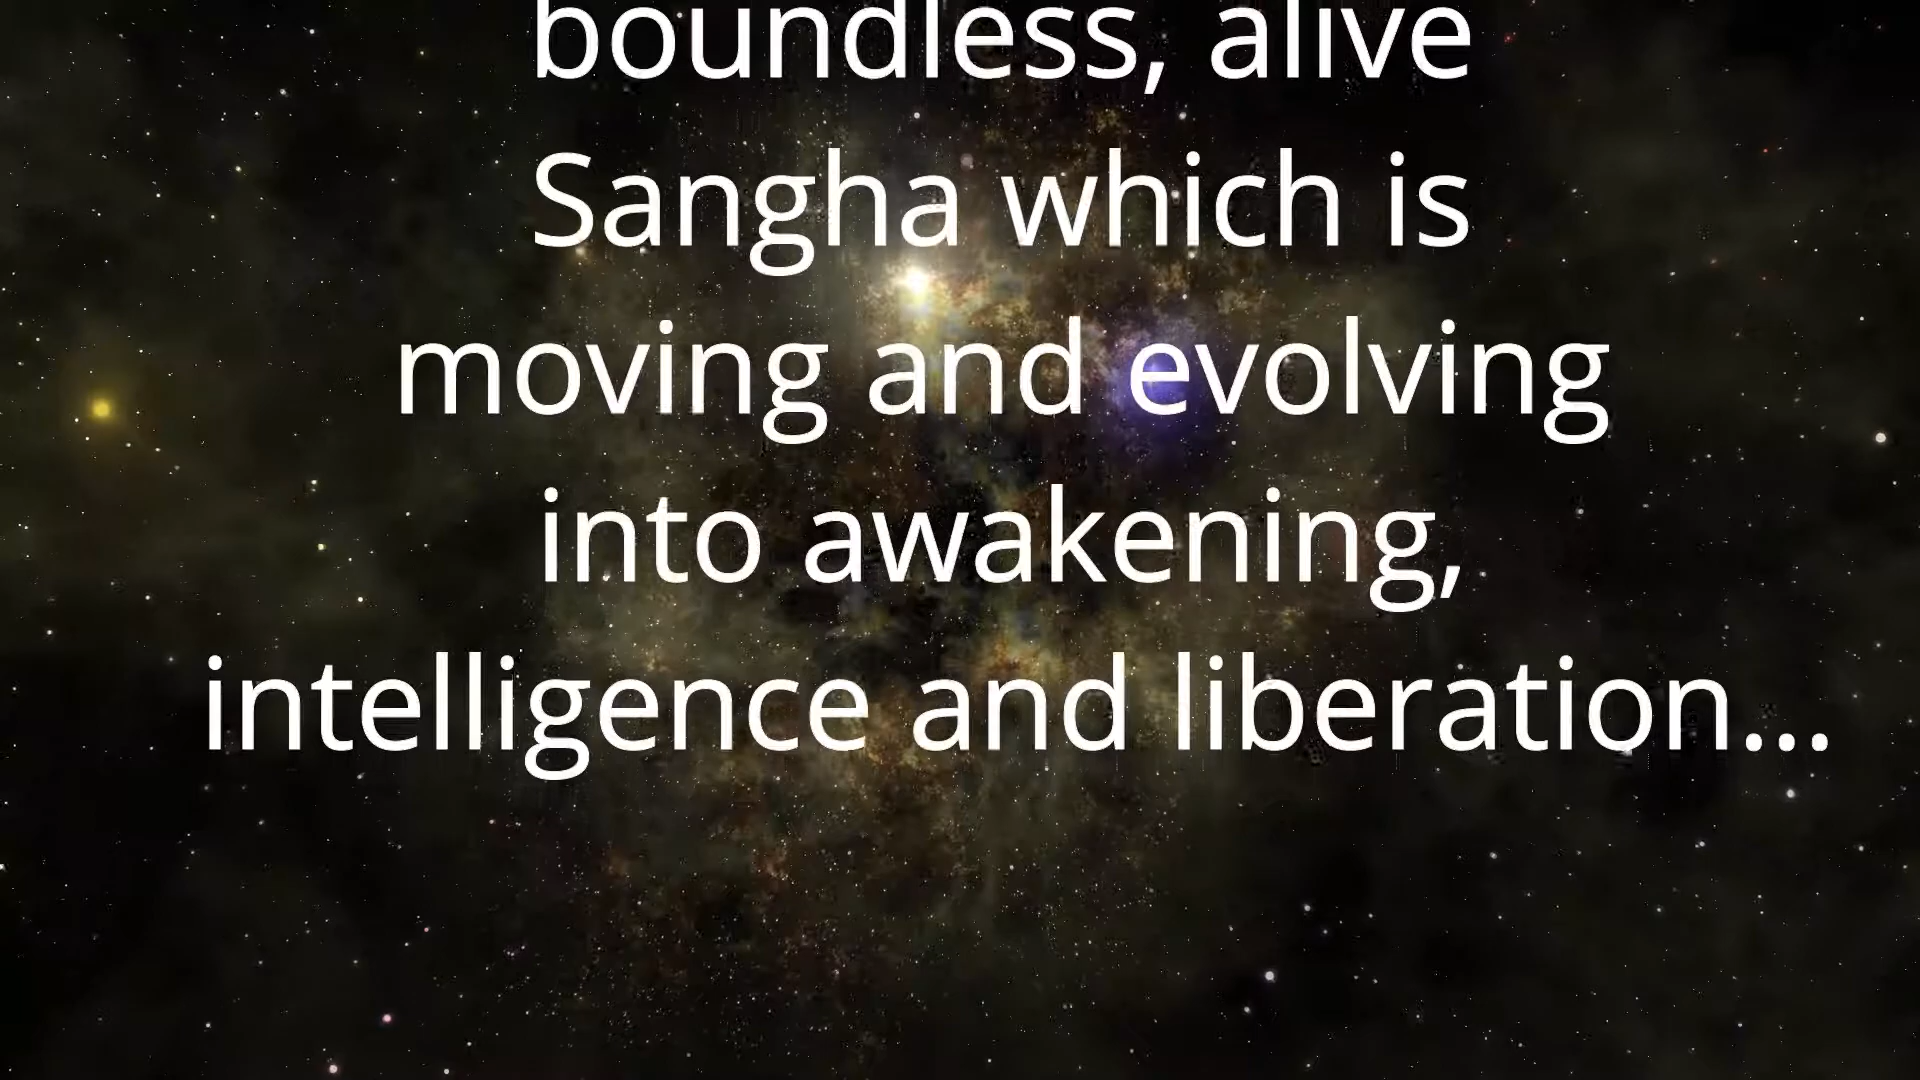 boundless, alive
Sangha which is
moving and evolving
into awakening,
intelligence and liberation...